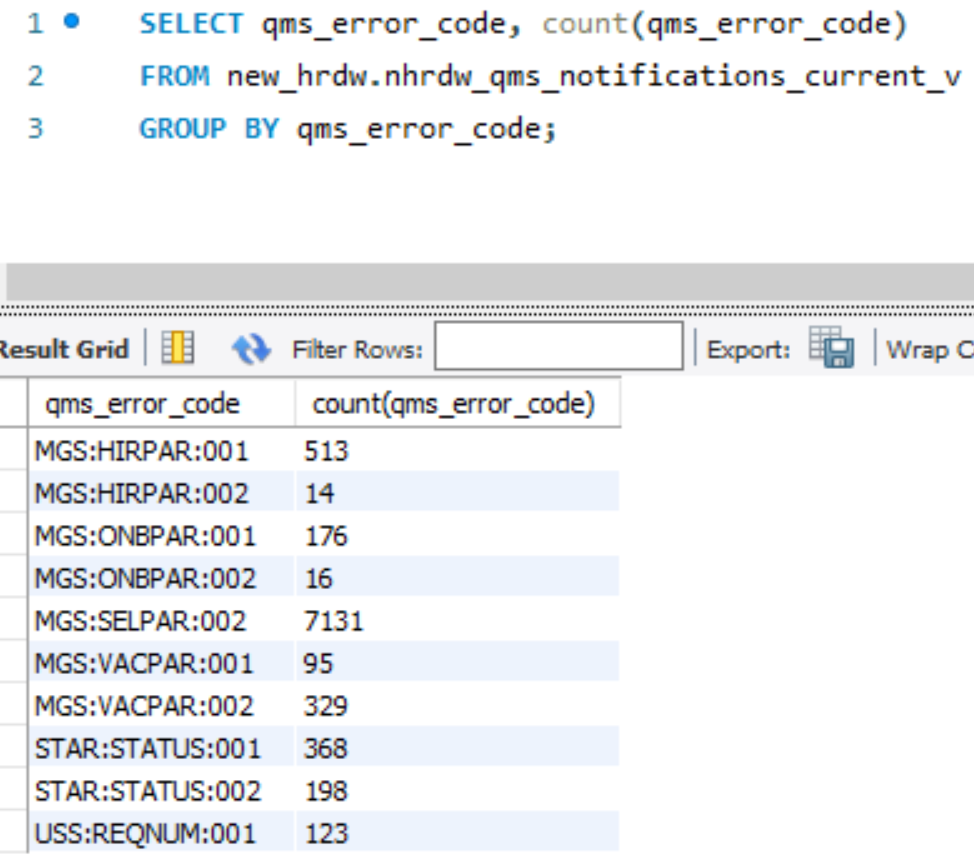 1 SELECT qms_error_code, count(qms_error_code)
2 FROM new_hrdw.nhrdw_qms_notifications_current_v
3 GROUP BY qms_error_code;
Result Grid Filter Rows: Export: Wrap C
qms_error_code count(qms_error_code)
MGS:HIRPAR:001 513
MGS:HIRPAR:002 14
MGS:ONBPAR:001 176
MGS:ONBPAR:002 16
MGS:SELPAR:002 7131
MGS:VACPAR:001 95
MGS:VACPAR:002 329
STAR:STATUS:001 368
STAR:STATUS:002 198
USS:REQNUM:001 123